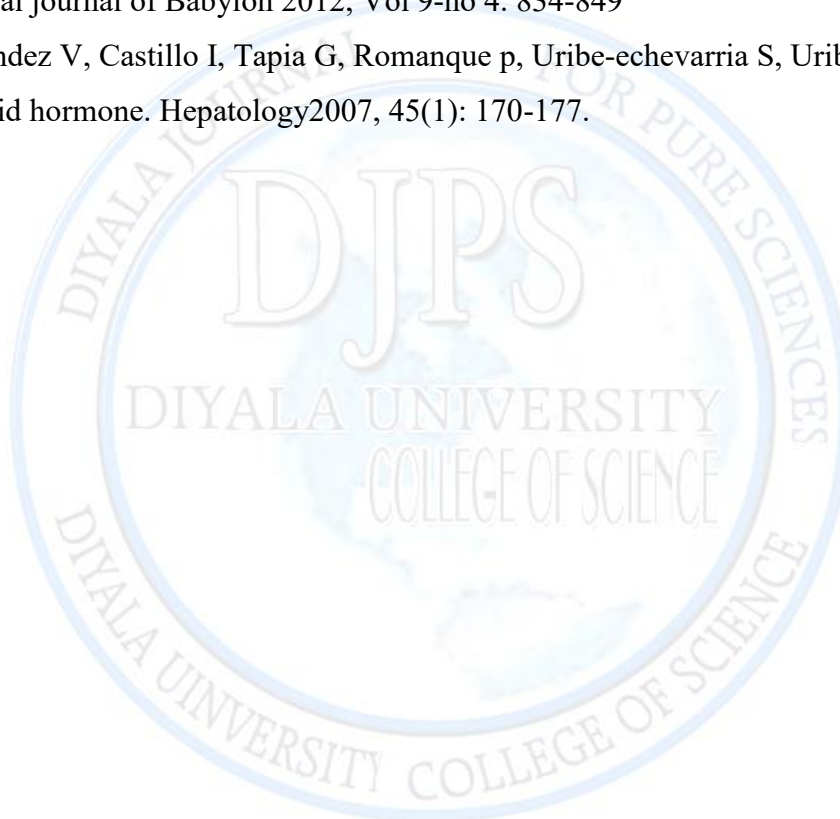 al journal of Babylon 2012, Vol 9-no 4: 834-849
ndez V, Castillo I, Tapia G, Romanque p, Uribe-echevarria S, Urib
id hormone. Hepatology2007, 45(1): 170-177.
DIYALA JOURNAL FOR PURE SCIENCES
DJPS
DIYALA UNIVERSITY
COLLEGE OF SCIENCE
DIYALA UINVERSITY COLLEGE OF SCIENCE